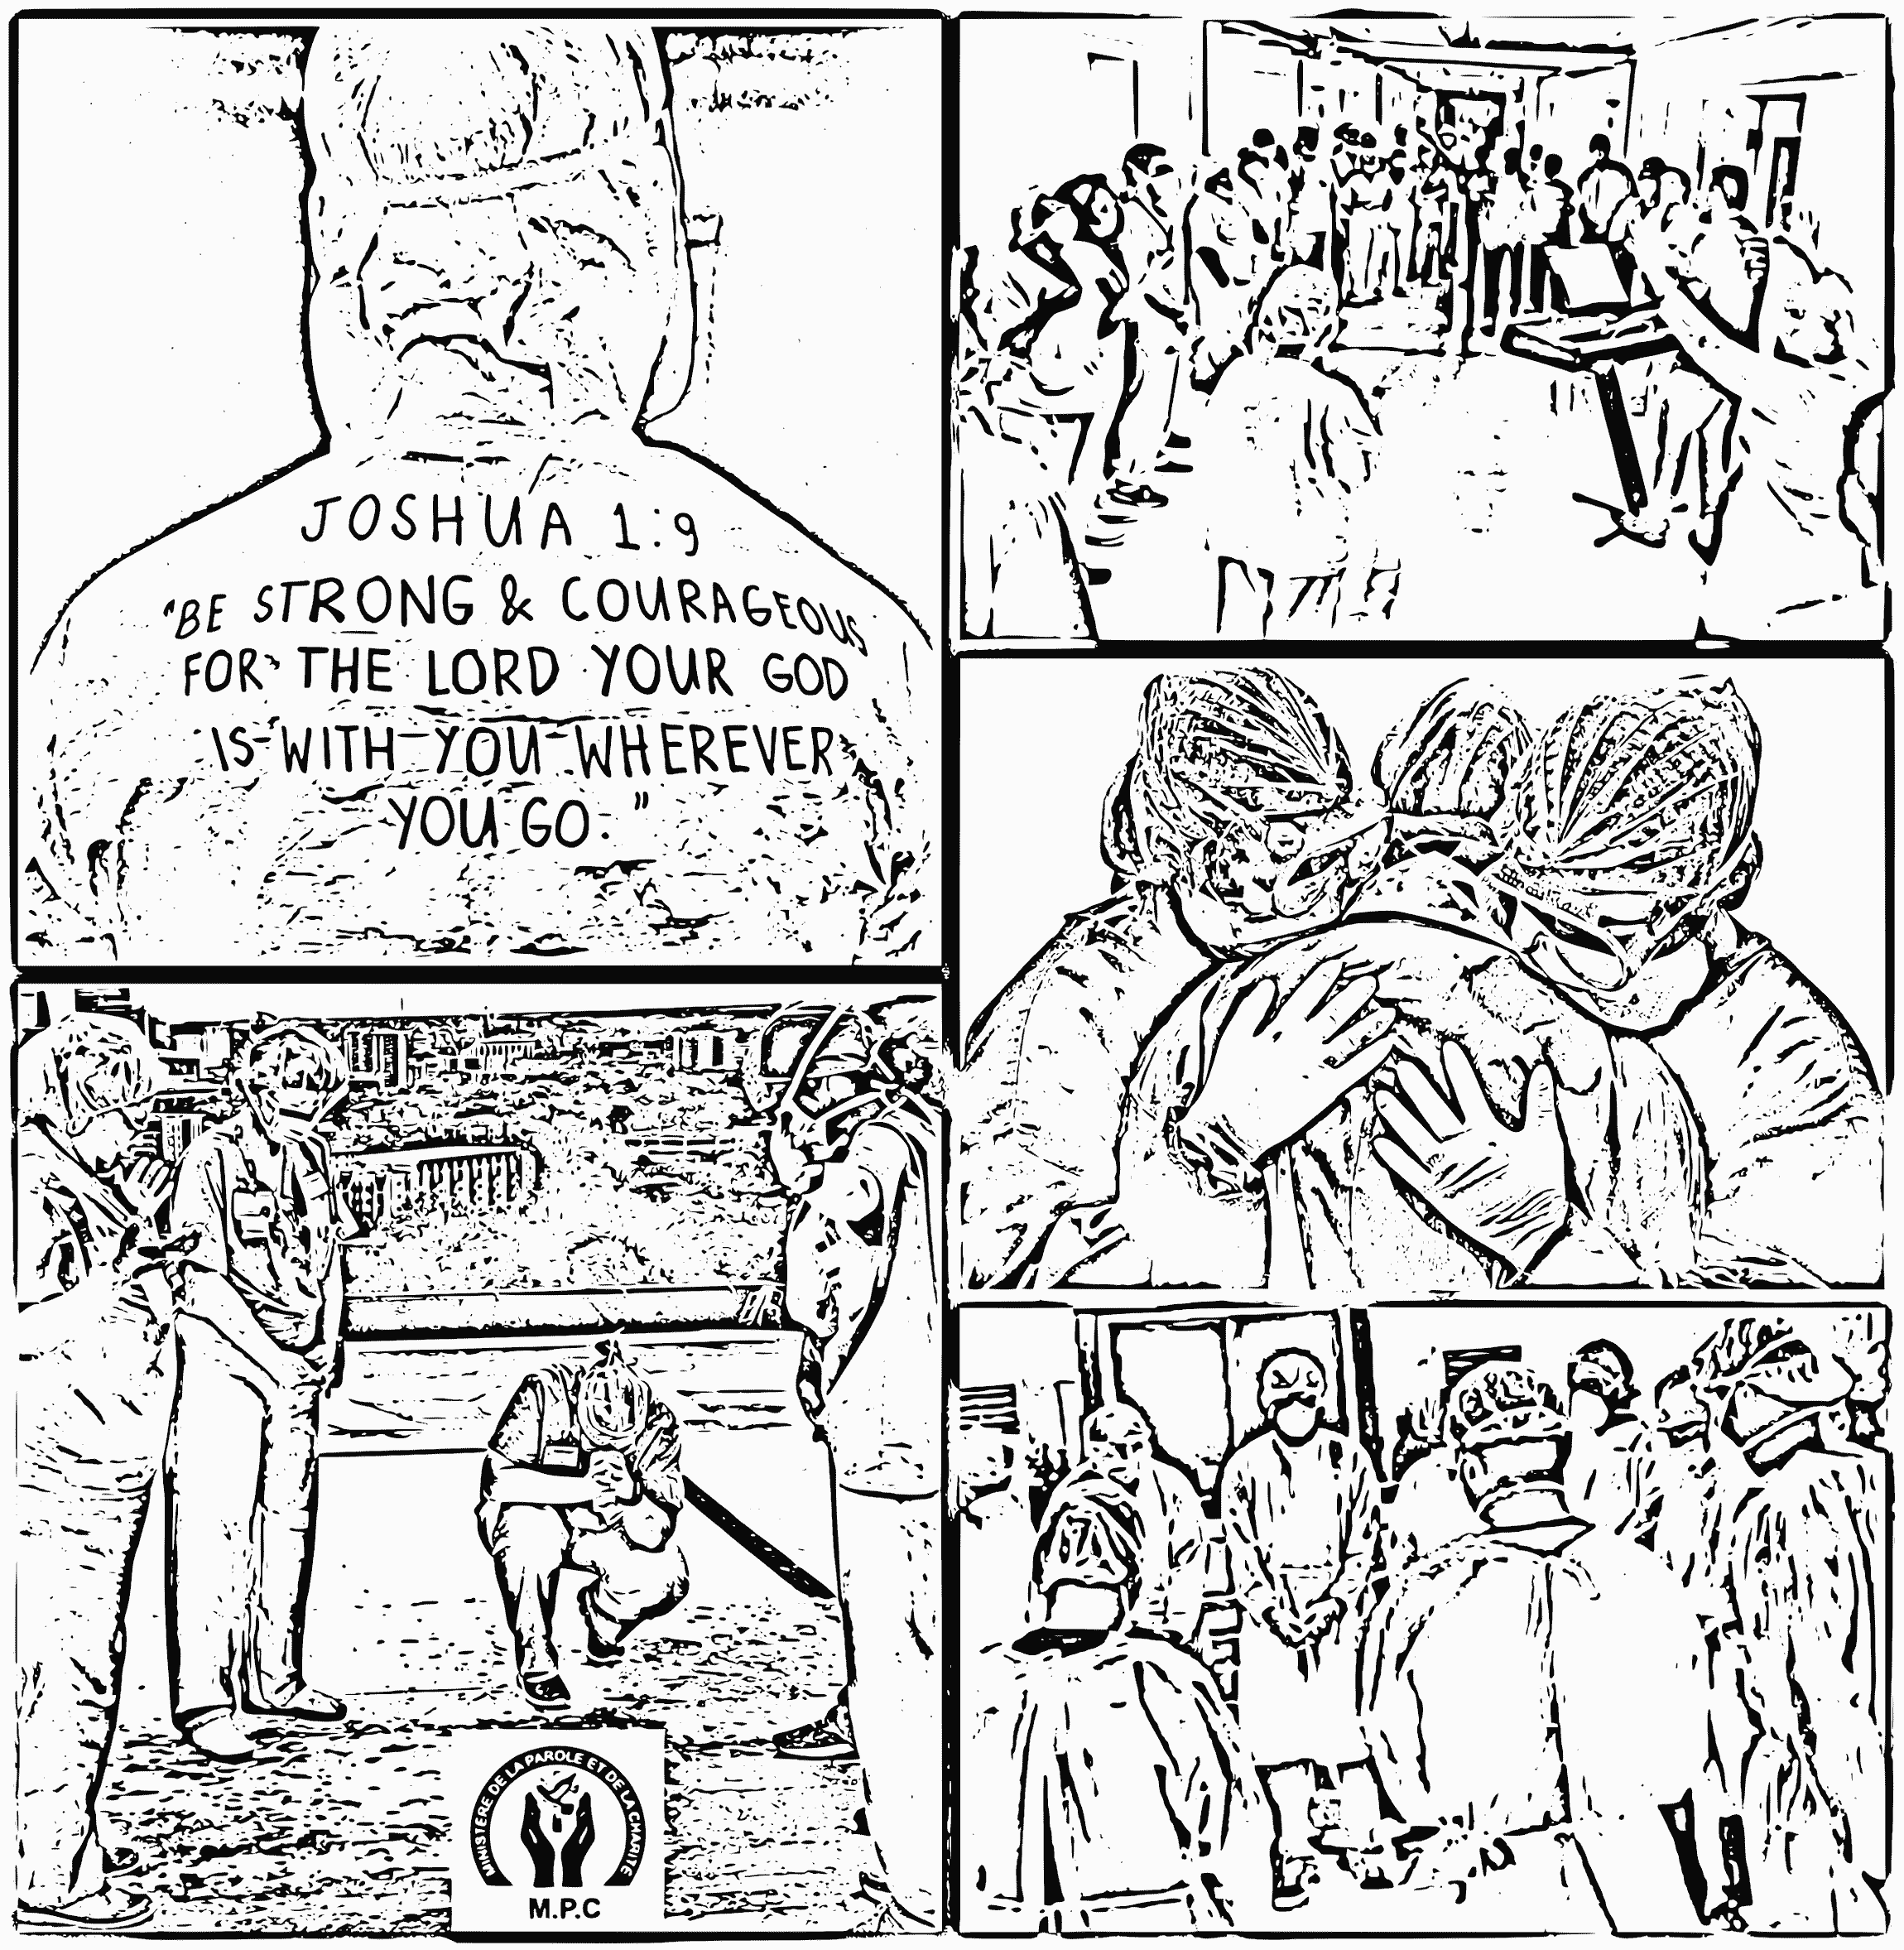 JOSHUA 1:9
"BE STRONG & COURAGEOUS
FOR THE LORD YOUR GOD
IS WITH YOU WHEREVER
YOU GO."
MINISTERE DE LA PAROLE ET DE LA CHARITE
M.P.C